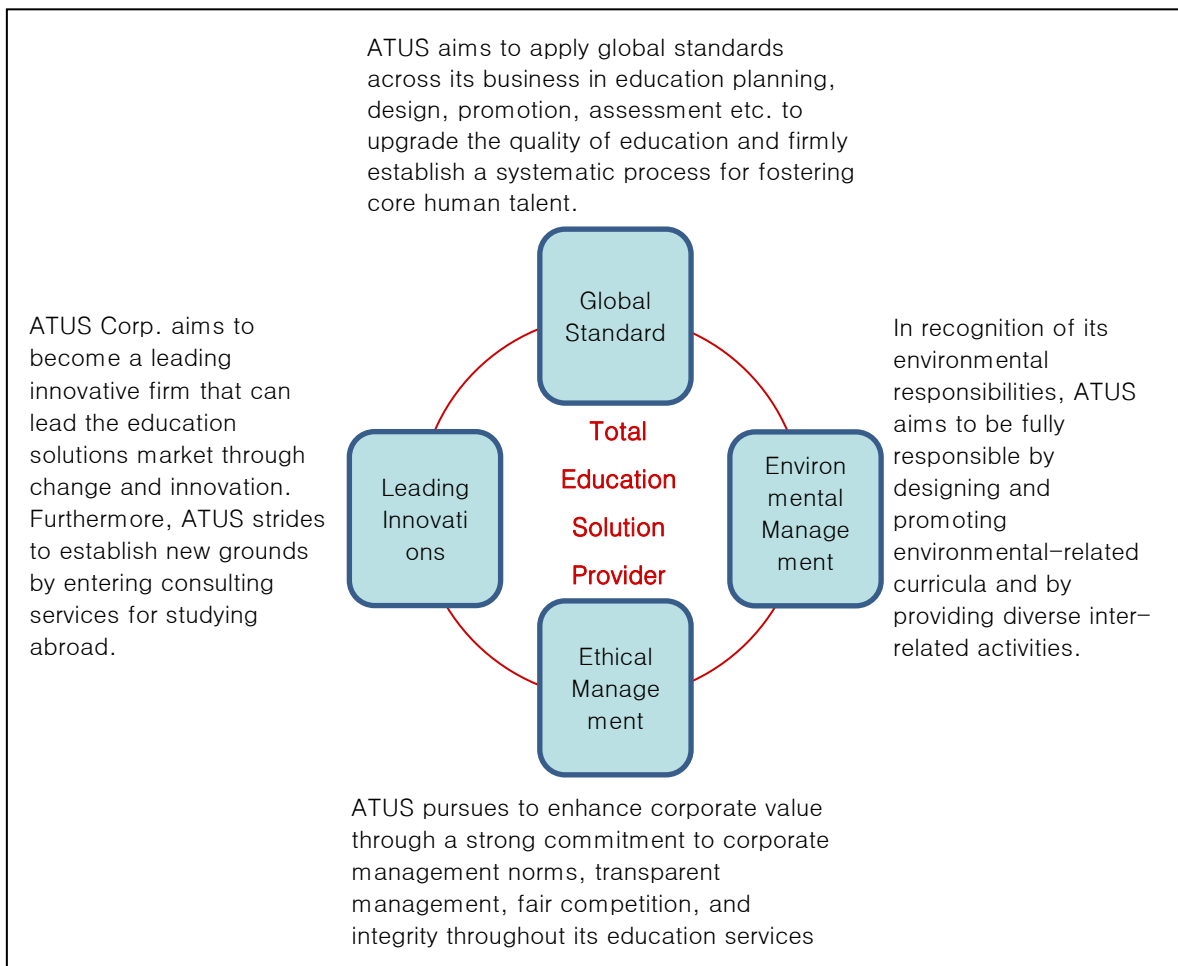 ATUS aims to apply global standards
across its business in education planning,
design, promotion, assessment etc. to
upgrade the quality of education and firmly
establish a systematic process for fostering
core human talent.
Global
Standard
ATUS Corp. aims to
become a leading
innovative firm that can
lead the education
solutions market through
change and innovation.
Furthermore, ATUS strides
to establish new grounds
by entering consulting
services for studying
abroad.
Leading
Innovati
ons
Total
Education
Solution
Provider
Environ
mental Manage
ment
In recognition of its
environmental
responsibilities, ATUS
aims to be fully
responsible by
designing and
promoting
environmental-related
curricula and by
providing diverse inter-
related activities.
Ethical
Manage
ment
ATUS pursues to enhance corporate value
through a strong commitment to corporate
management norms, transparent
management, fair competition, and
integrity throughout its education services